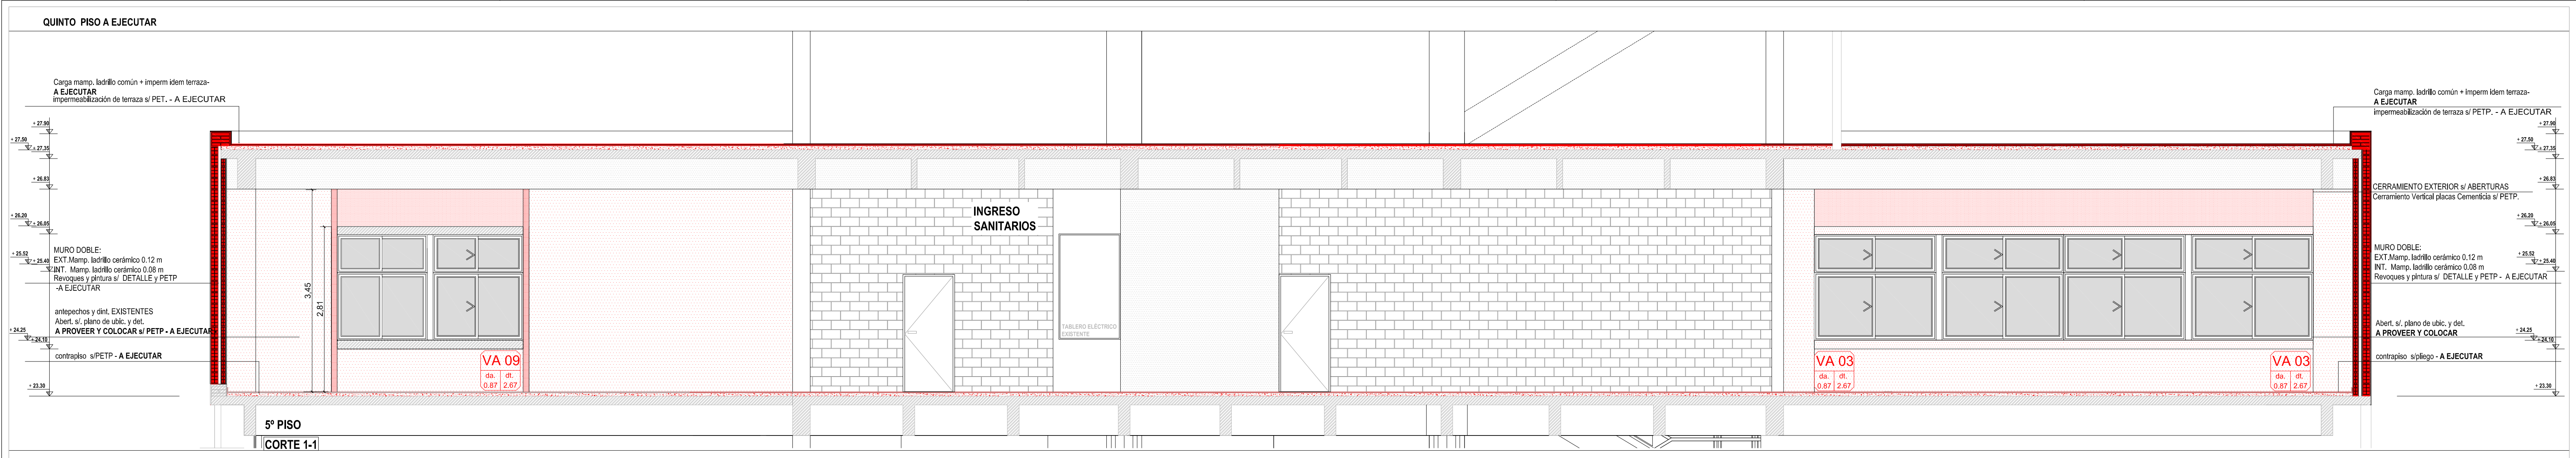 QUINTO PISO A EJECUTAR
Carga mamp. ladrillo común + imperm idem terraza-
A EJECUTAR
impermeabilización de terraza s/ PET. - A EJECUTAR
+ 27.90
+ 27.50
+ 27.35
+ 26.83
+ 26.20
+ 26.05
MURO DOBLE:
EXT.Mamp. ladrillo cerámico 0.12 m
INT. Mamp. ladrillo cerámico 0.08 m
Revoques y pintura s/ DETALLE y PETP
-A EJECUTAR
+ 25.52
+ 25.40
antepechos y dint. EXISTENTES
Abert. s/. plano de ubic. y det.
A PROVEER Y COLOCAR s/ PETP - A EJECUTAR
+ 24.25
+ 24.10
contrapiso s/PETP - A EJECUTAR
+ 23.30
3,45
2,81
VA 09
da. dt.
0.87 2.67
INGRESO
SANITARIOS
TABLERO ELÉCTRICO
EXISTENTE
VA 03
da. dt.
0.87 2.67
VA 03
da. dt.
0.87 2.67
Carga mamp. ladrillo común + imperm idem terraza-
A EJECUTAR
impermeabilización de terraza s/ PETP. - A EJECUTAR
+ 27.90
+ 27.50
+ 27.35
+ 26.83
CERRAMIENTO EXTERIOR s/ ABERTURAS
Cerramiento Vertical placas Cementicia s/ PETP.
+ 26.20
+ 26.05
MURO DOBLE:
EXT.Mamp. ladrillo cerámico 0.12 m
INT. Mamp. ladrillo cerámico 0.08 m
Revoques y pintura s/ DETALLE y PETP - A EJECUTAR
+ 25.52
+ 25.40
Abert. s/. plano de ubic. y det.
A PROVEER Y COLOCAR
+ 24.25
+ 24.10
contrapiso s/pliego - A EJECUTAR
+ 23.30
5º PISO
CORTE 1-1